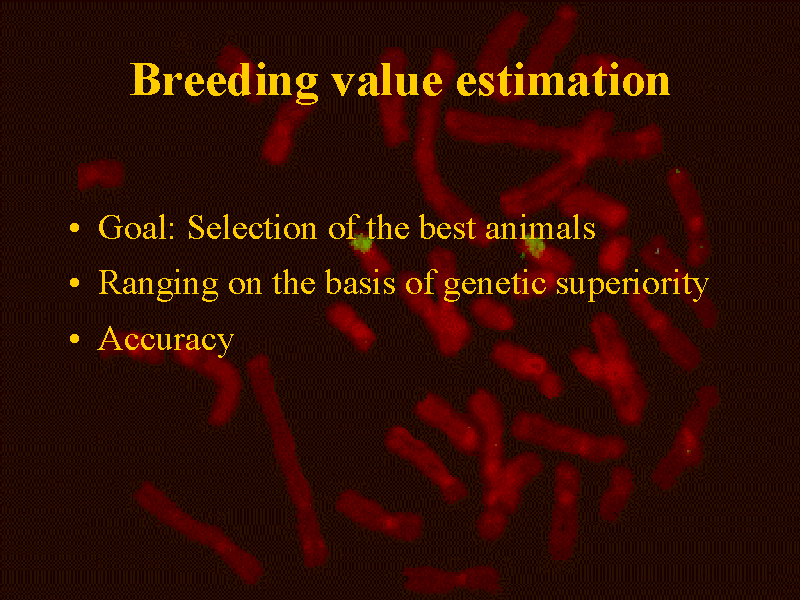 Breeding value estimation
• Goal: Selection of the best animals
• Ranging on the basis of genetic superiority
• Accuracy